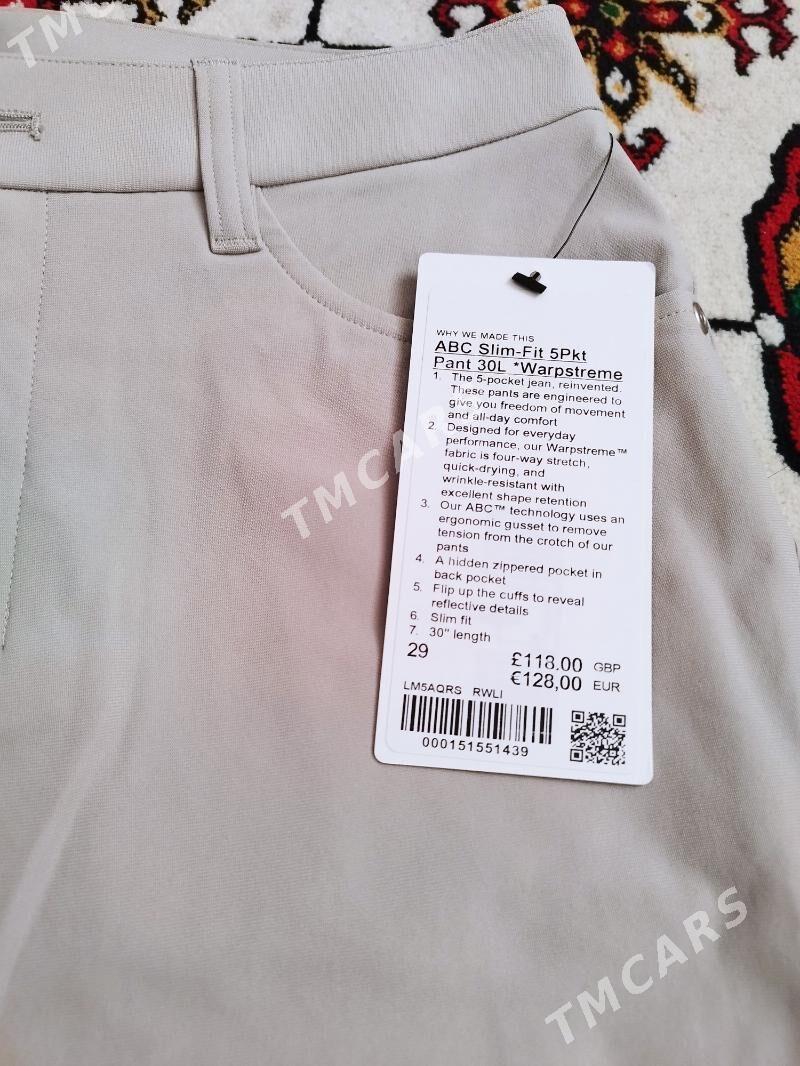 TMCARS
WHY WE MADE THIS
ABC Slim-Fit 5Pkt
Pant 30L *Warpstreme
1. The 5-pocket jean, reinvented.
These pants are engineered to
give you freedom of movement
and all-day comfort
2. Designed for everyday
performance, our Warpstreme™
fabric is four-way stretch,
quick-drying, and
wrinkle-resistant with
excellent shape retention
3. Our ABC™ technology uses an
ergonomic gusset to remove
tension from the crotch of our
pants
4. A hidden zippered pocket in
back pocket
5. Flip up the cuffs to reveal
reflective details
6. Slim fit
7. 30" length
29
£118.00 GBP
€128,00 EUR
LM5AQRS RWLI
000151551439
TMCARS
TMCARS